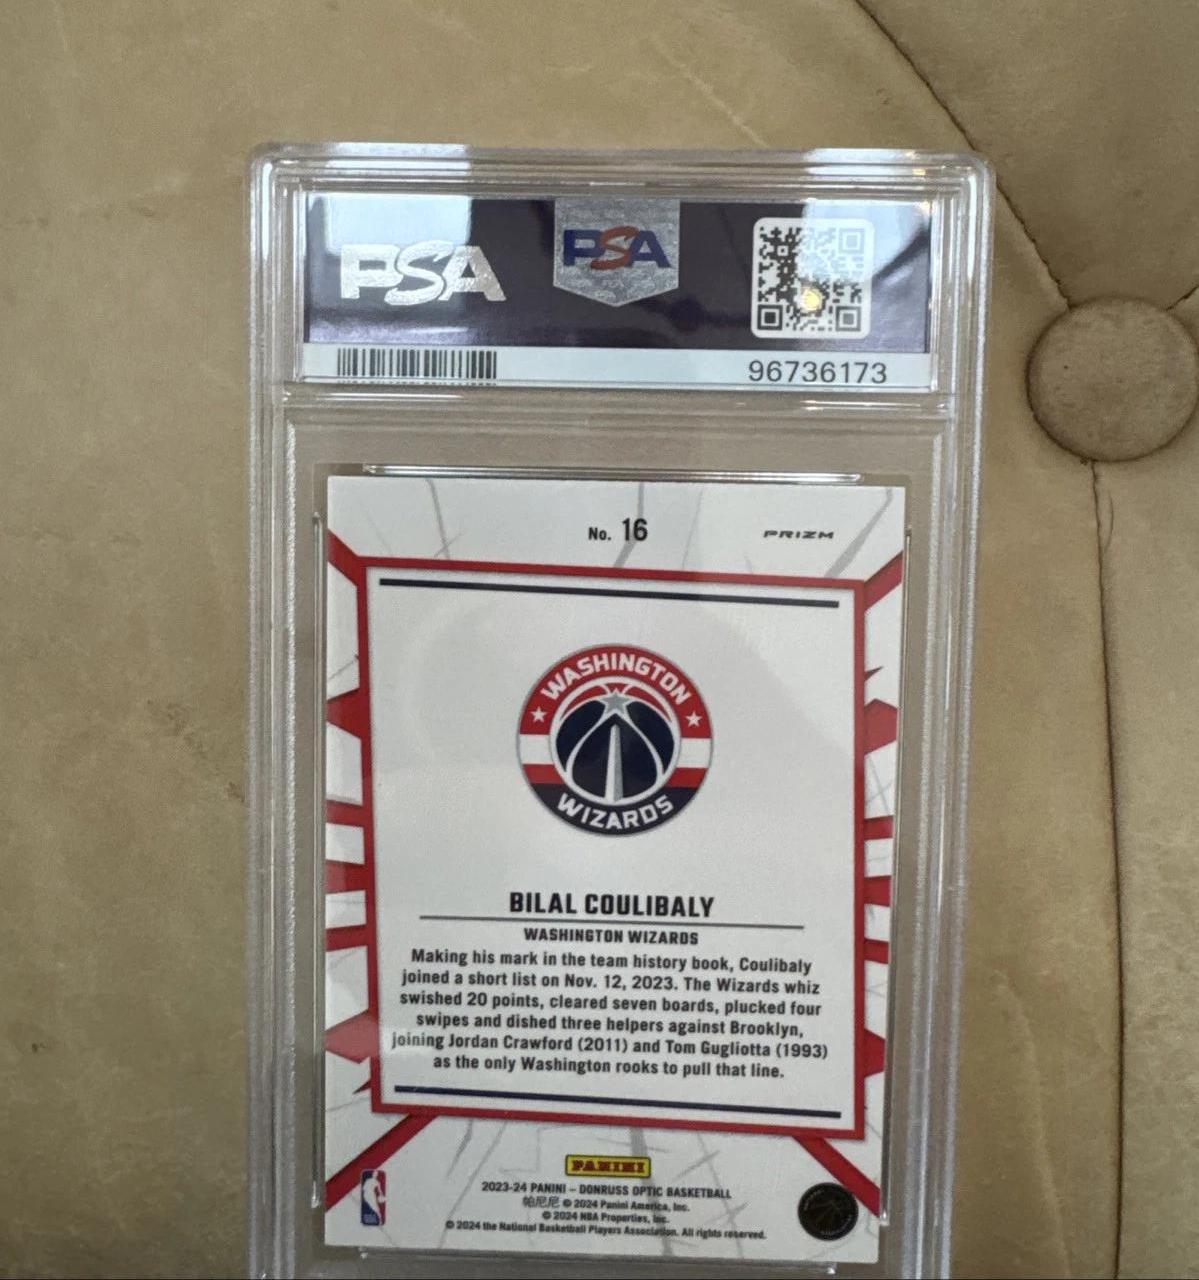 PSA
PSA
96736173
No. 16
PRIZM
WASHINGTON
WIZARDS
BILAL COULIBALY
WASHINGTON WIZARDS
Making his mark in the team history book, Coulibaly
joined a short list on Nov. 12, 2023. The Wizards whiz
swished 20 points, cleared seven boards, plucked four
swipes and dished three helpers against Brooklyn,
joining Jordan Crawford (2011) and Tom Gugliotta (1993)
as the only Washington rooks to pull that line.
PANINI
2023-24 PANINI – DONRUSS OPTIC BASKETBALL
帕尼尼 © 2024 Panini America, Inc.
© 2024 NBA Properties, Inc.
© 2024 the National Basketball Players Association. All rights reserved.